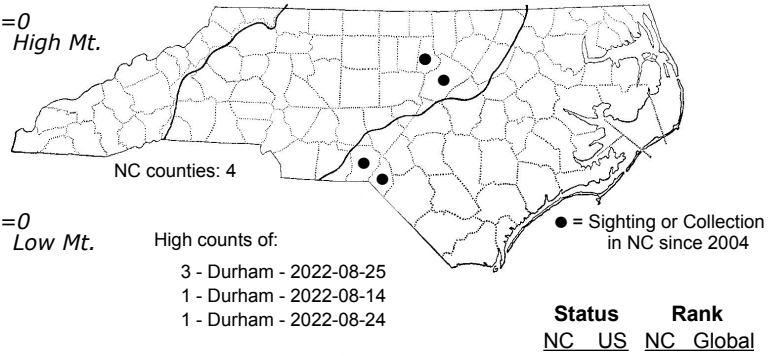 =0
High Mt.
NC counties: 4
=0
Low Mt.
High counts of:
3 - Durham - 2022-08-25
1 - Durham - 2022-08-14
1 - Durham - 2022-08-24
● = Sighting or Collection
in NC since 2004
Status Rank
NC US NC Global